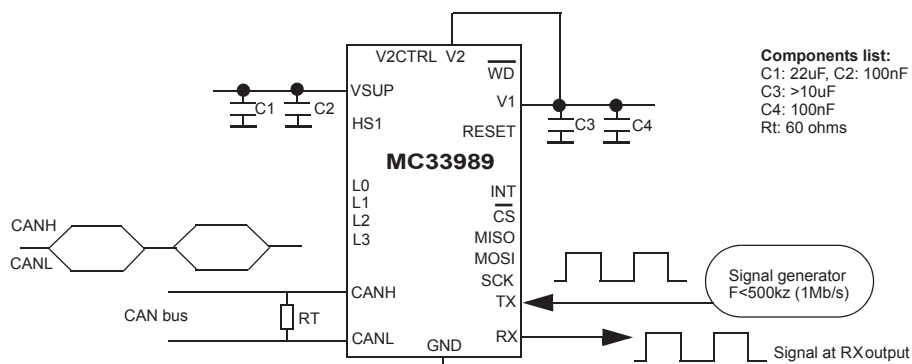 V2CTRL V2
WD
VSUP
C1
C2
HS1
V1
RESET
C3
C4
MC33989
Components list:
C1: 22uF, C2: 100nF
C3: >10uF
C4: 100nF
Rt: 60 ohms
L0
L1
L2
L3
INT
CS
MISO
MOSI
SCK
TX
RX
CANH
CANL
CANH
CANL
CAN bus
RT
GND
Signal generator
F<500kz (1Mb/s)
Signal at RX output